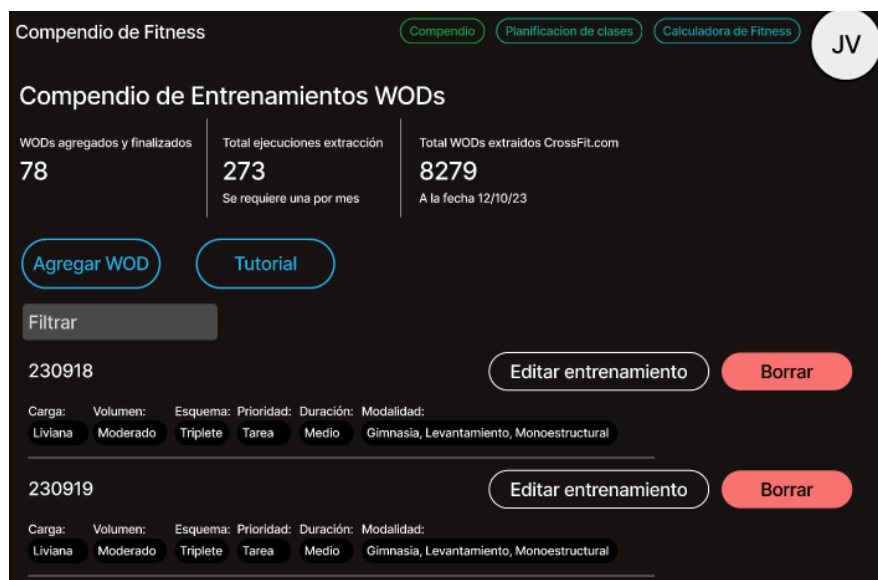 Compendio de Fitness
Compendio
Planificacion de clases
Calculadora de Fitness
JV
Compendio de Entrenamientos WODs
WODs agregados y finalizados
78
Total ejecuciones extracción
273
Se requiere una por mes
Total WODs extraidos CrossFit.com
8279
A la fecha 12/10/23
Agregar WOD
Tutorial
Filtrar
230918
Editar entrenamiento
Borrar
Carga: Volumen: Esquema: Prioridad: Duración: Modalidad:
Liviana Moderado Triplete Tarea Medio Gimnasia, Levantamiento, Monoestructural
230919
Editar entrenamiento
Borrar
Carga: Volumen: Esquema: Prioridad: Duración: Modalidad:
Liviana Moderado Triplete Tarea Medio Gimnasia, Levantamiento, Monoestructural